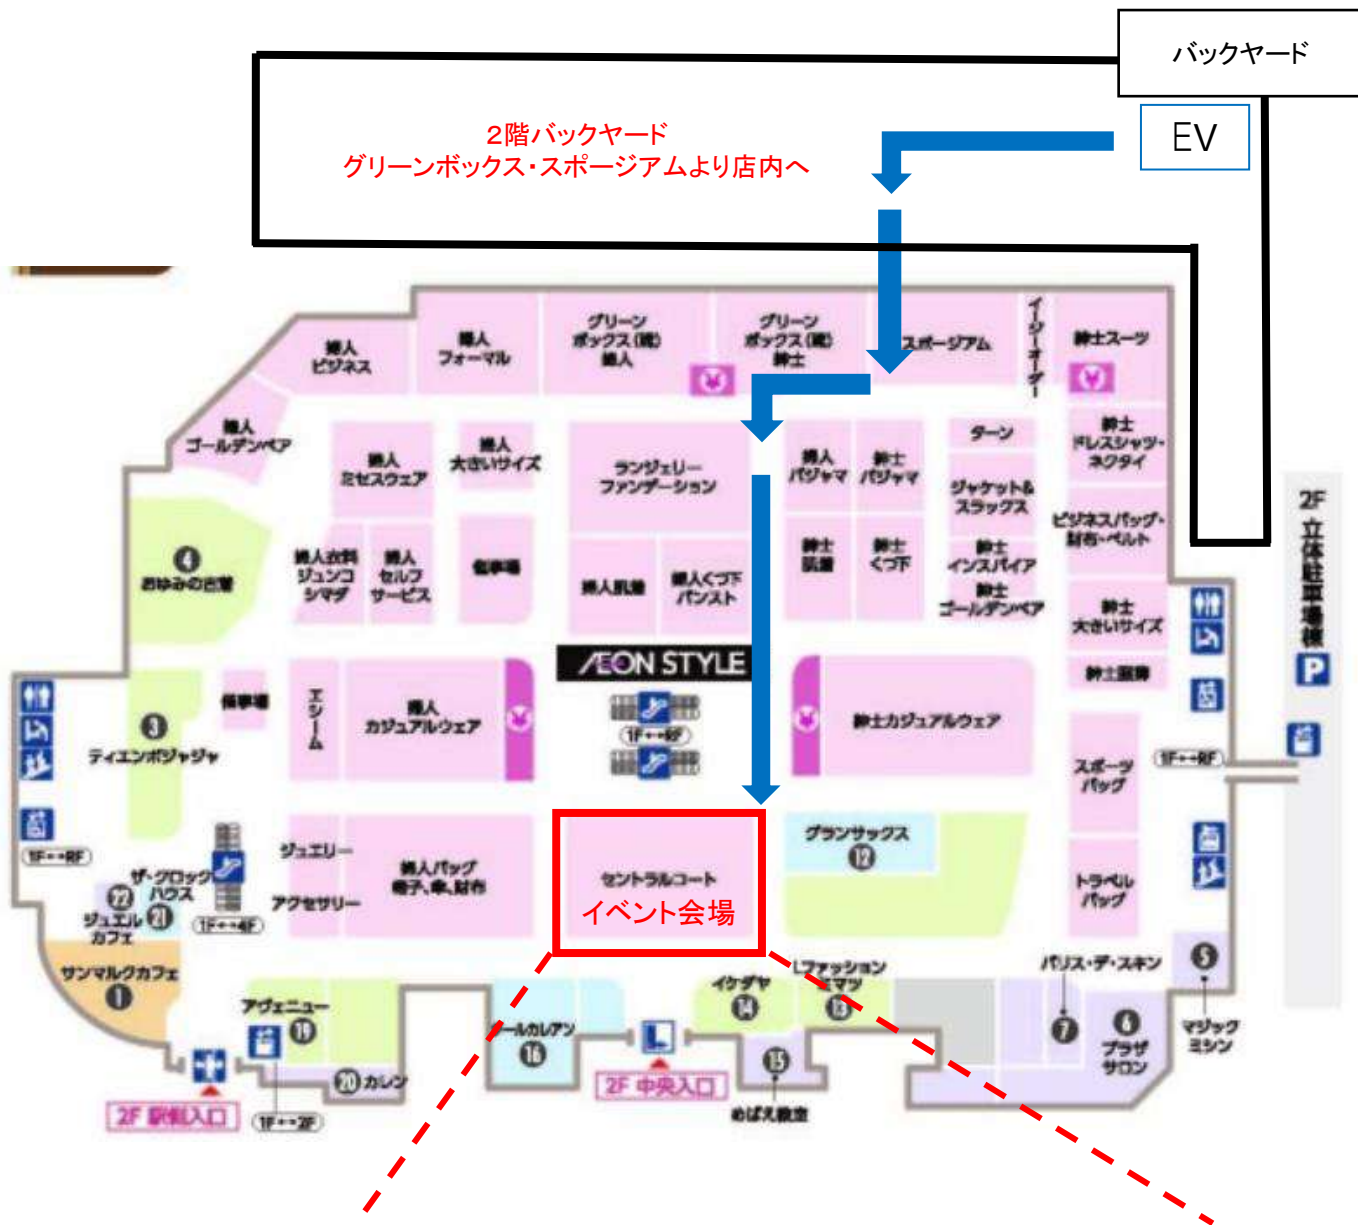 バックヤード
EV
2階バックヤード
グリーンボックス・スポージアムより店内へ
婦人
ビジネス
婦人
フォーマル
グリーン
ボックス(靴)
婦人
グリーン
ボックス(靴)
紳士
スポージアム
イージーオーダー
紳士スーツ
婦人
ゴールデンベア
婦人
ミセスウェア
婦人
大きいサイズ
ランジェリー
ファンデーション
婦人
パジャマ
紳士
パジャマ
ターン
ジャケット&
スラックス
紳士
ドレスシャツ・
ネクタイ
ビジネスバッグ・
財布・ベルト
2F 立体駐車場棟
P
4
おゆみの古着
婦人衣料
ジュンコ
シマダ
婦人
セルフ
サービス
催事場
婦人肌着
婦人くつ下
パンスト
紳士
肌着
紳士
くつ下
紳士
インスパイア
紳士
ゴールデンベア
紳士
大きいサイズ
紳士服飾
ÆON STYLE
1F↔RF
3
ティエンポジャジャ
催事場
エシーム
婦人
カジュアルウェア
紳士カジュアルウェア
スポーツ
バッグ
1F↔RF
1F↔RF
ジュエリー
アクセサリー
婦人バッグ
帽子、傘、財布
セントラルコート
イベント会場
グランサックス
12
トラベル
バッグ
ザ・クロック
ハウス
21
22
ジュエル
カフェ
1F↔4F
サンマルクカフェ
1
アヴェニュー
19
20 カレン
2F 駅側入口
1F↔2F
16
2F 中央入口
イケダヤ
14
Lファッション
13
15
めばえ教室
パリス・デ・スキン
7
6
プラザ
サロン
5
マジック
ミシン